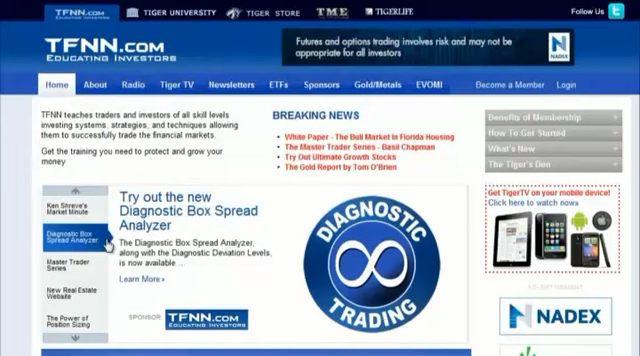 TFNN.COM
EDUCATING INVESTORS
TIGER UNIVERSITY
TIGER STORE
TME
TIGERLIFE
Follow Us
TFNN.COM
EDUCATING INVESTORS
Futures and options trading involves risk and may not be
appropriate for all investors
NADEX
Home
About
Radio
Tiger TV
Newsletters
ETFs
Sponsors
Gold/Metals
EVOMI
Become a Member
Login
TFNN teaches traders and investors of all skill levels
investing systems, strategies, and techniques allowing
them to successfully trade the financial markets.
Get the training you need to protect and grow your
money
BREAKING NEWS
White Paper - The Bull Market In Florida Housing
The Master Trader Series - Basil Chapman
Try Out Ultimate Growth Stocks
The Gold Report by Tom O'Brien
Benefits of Membership
How To Get Started
What's New
The Tiger's Den
Ken Shreve's
Market Minute
Diagnostic Box
Spread Analyzer
Master Trader
Series
New Real Estate
Website
The Power of
Position Sizing
Try out the new
Diagnostic Box Spread
Analyzer
The Diagnostic Box Spread Analyzer,
along with the Diagnostic Deviation Levels,
is now available ...
Learn More »
SPONSOR
TFNN.COM
EDUCATING INVESTORS
DIAGNOSTIC
TRADING
Get TigerTV on your mobile device!
Click here to watch now»
ADVERTISEMENT
NADEX